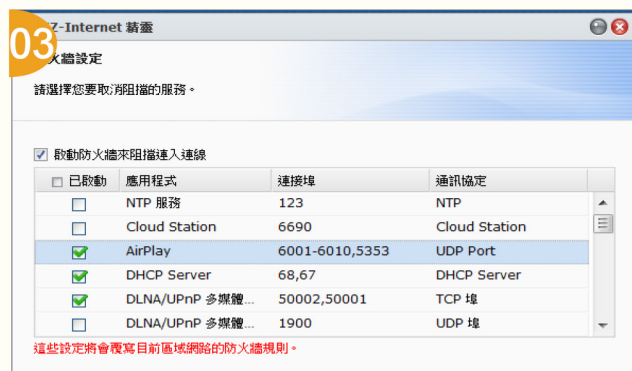 03
Z-Internet 精靈
火牆設定
請選擇您要取消阻擋的服務。
啟動防火牆來阻擋連入連線
已啟動 應用程式 連接埠 通訊協定
NTP 服務 123 NTP
Cloud Station 6690 Cloud Station
AirPlay 6001-6010,5353 UDP Port
DHCP Server 68,67 DHCP Server
DLNA/UPnP 多媒體... 50002,50001 TCP 埠
DLNA/UPnP 多媒體... 1900 UDP 埠
這些設定將會覆寫目前區域網路的防火牆規則。